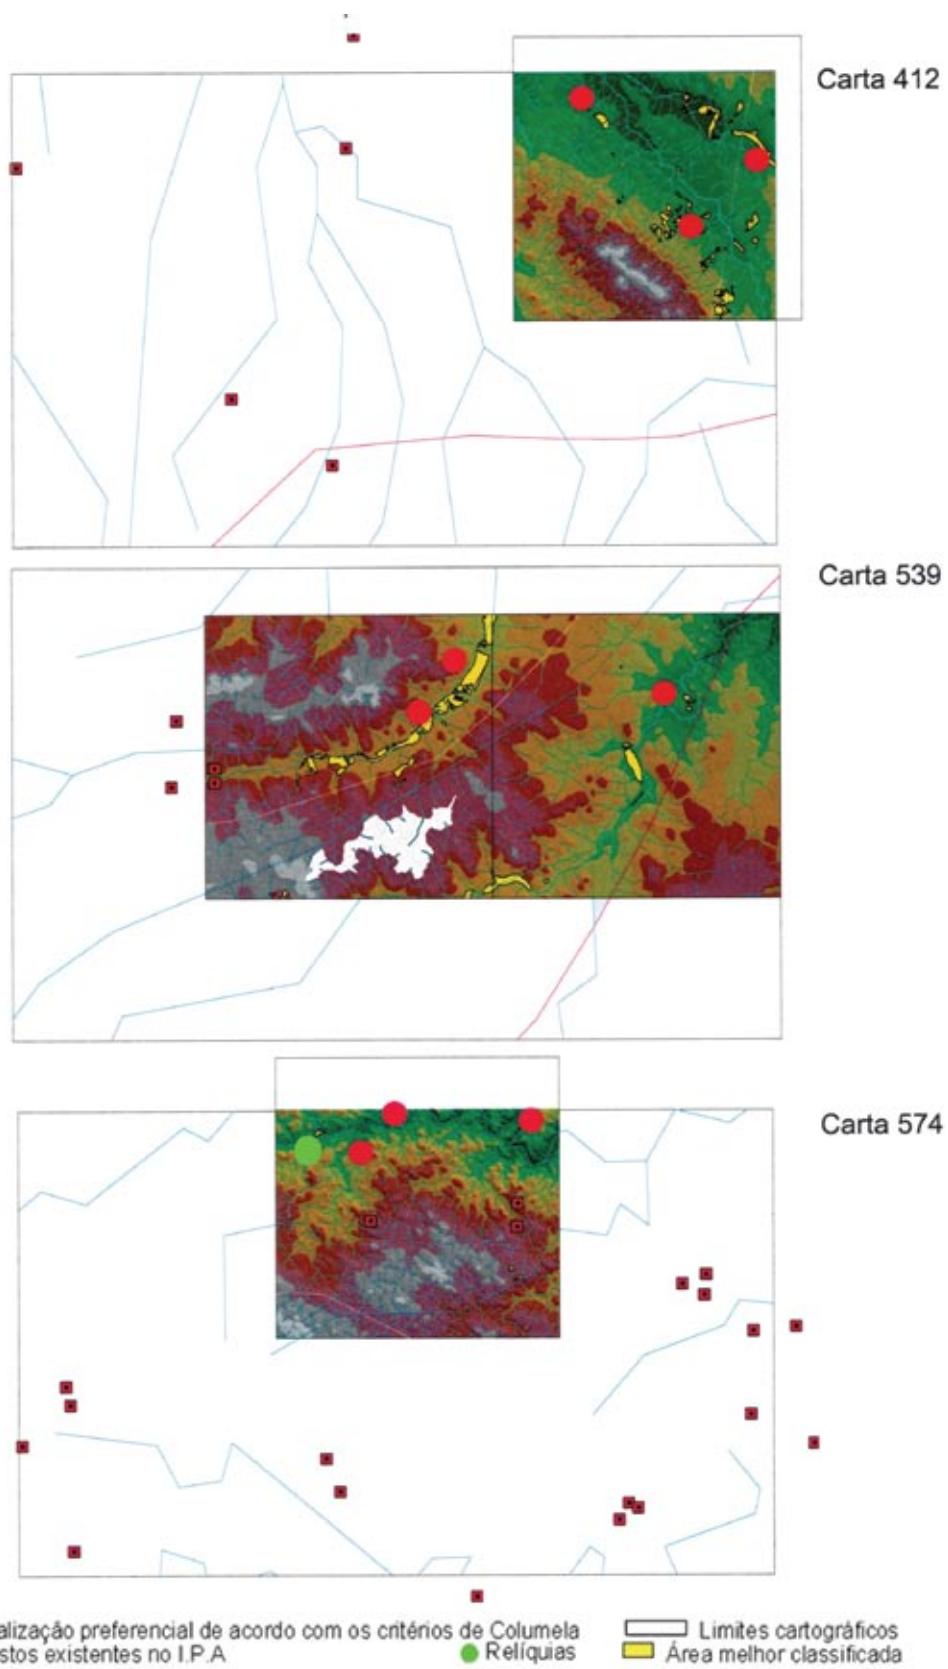 Carta 412
Carta 539
Carta 574
alização preferencial de acordo com os critérios de Columela
Limites cartográficos
stos existentes no I.P.A
Relíquias
Área melhor classificada